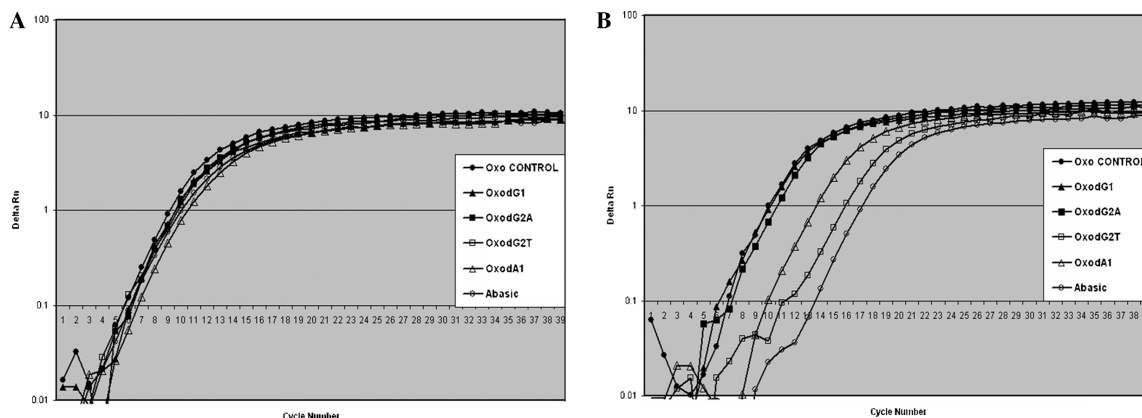 A
100
10
1
0.1
0.01
Delta Rn
1 2 3 4 5 6 7 8 9 10 11 12 13 14 15 16 17 18 19 20 21 22 23 24 25 26 27 28 29 30 31 32 33 34 35 36 37 38 39
Cycle Number
Oxo CONTROL
OxodG1
OxodG2A
OxodG2T
OxodA1
Abasic
B
100
10
1
0.1
0.01
Delta Rn
1 2 3 4 5 6 7 8 9 10 11 12 13 14 15 16 17 18 19 20 21 22 23 24 25 26 27 28 29 30 31 32 33 34 35 36 37 38
Cycle Number
Oxo CONTROL
OxodG1
OxodG2A
OxodG2T
OxodA1
Abasic